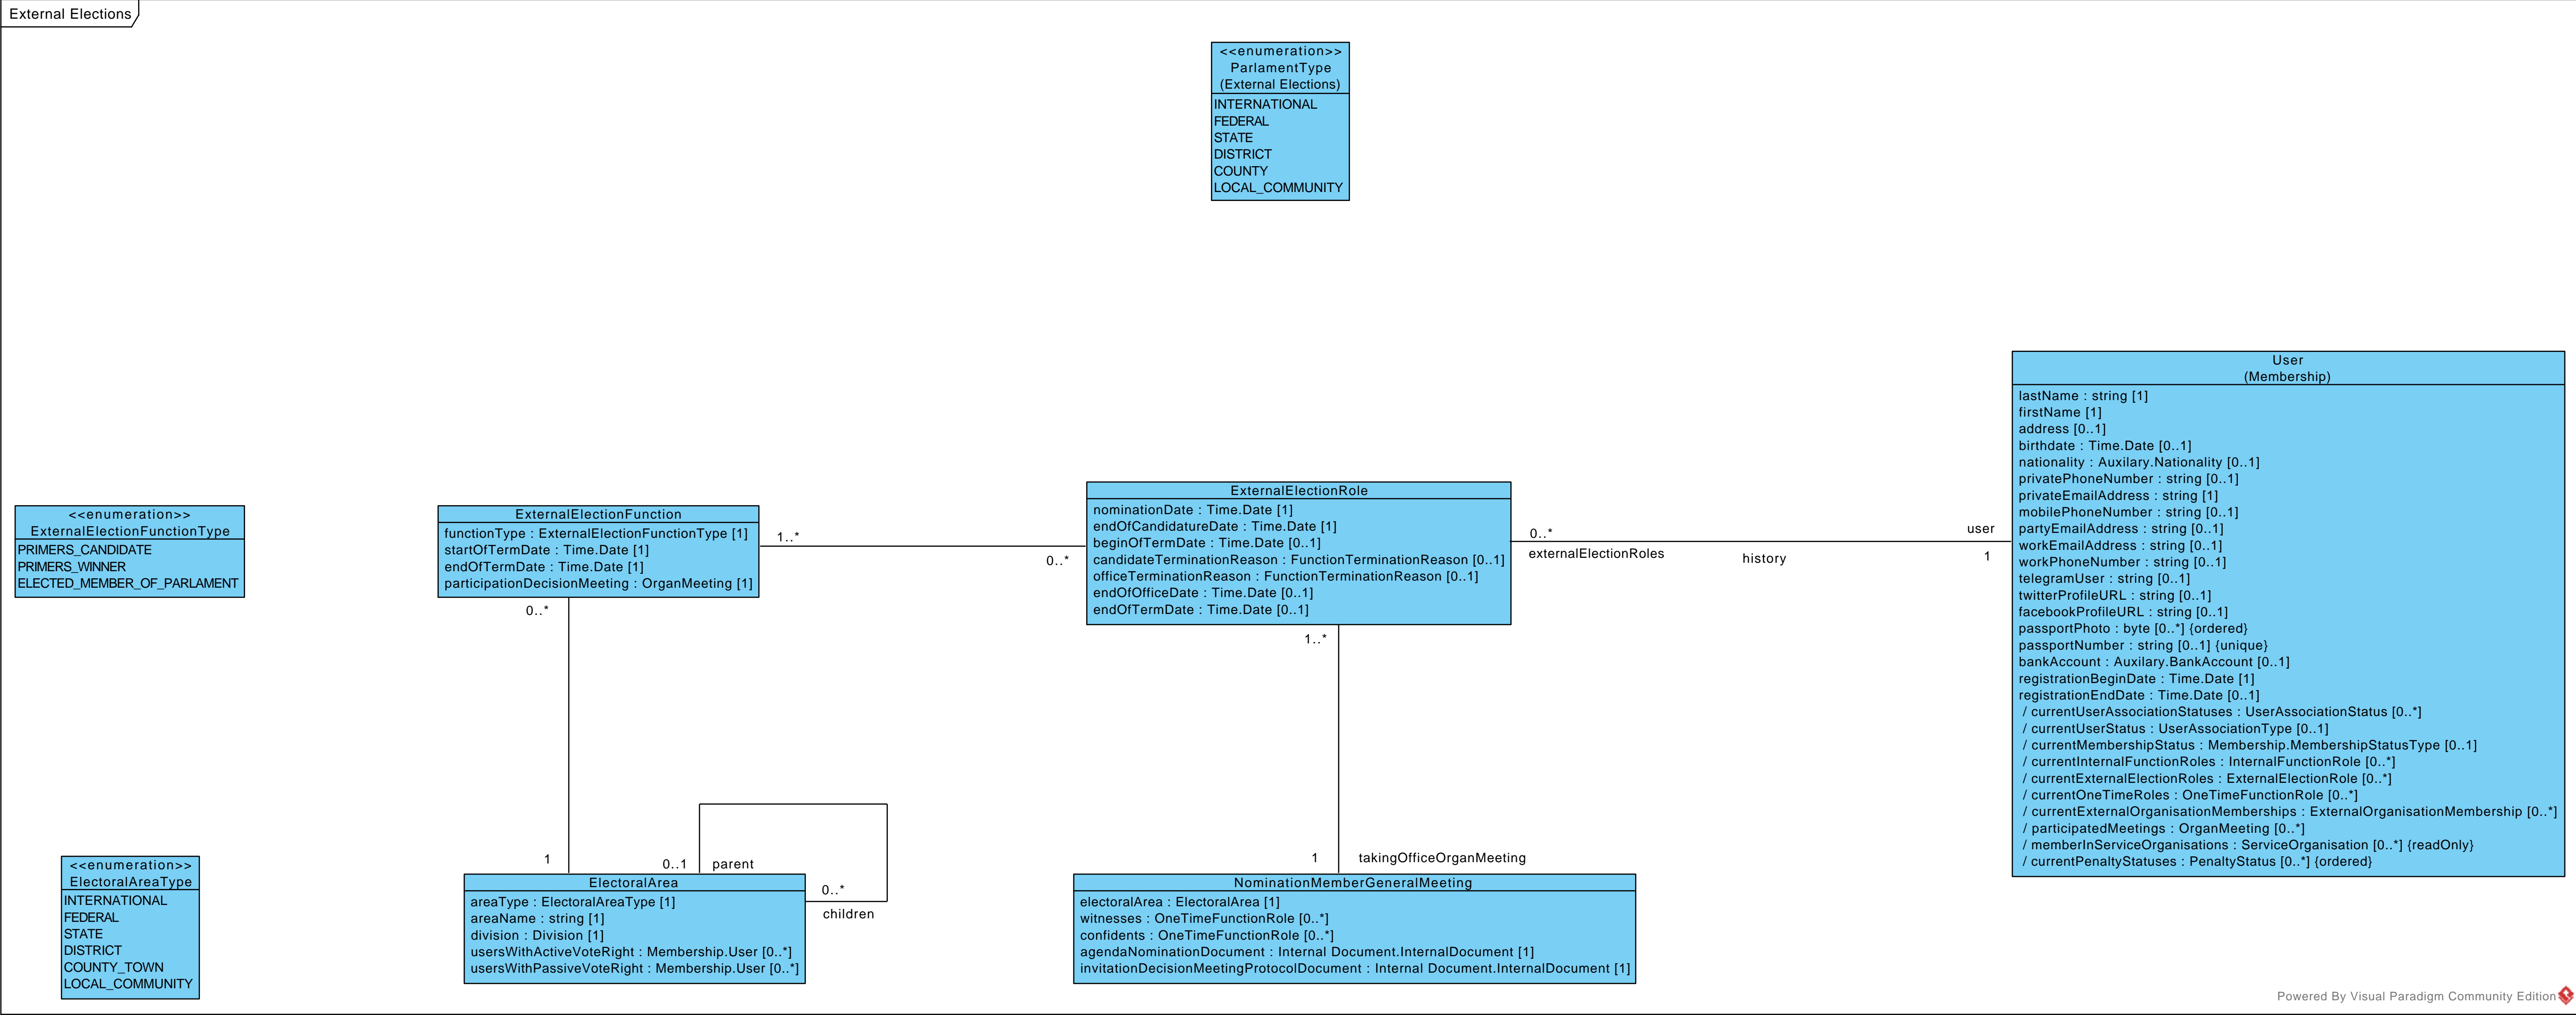 External Elections
<<enumeration>>
ParlamentType
(External Elections)
INTERNATIONAL
FEDERAL
STATE
DISTRICT
COUNTY
LOCAL_COMMUNITY
<<enumeration>>
ExternalElectionFunctionType
PRIMERS_CANDIDATE
PRIMERS_WINNER
ELECTED_MEMBER_OF_PARLAMENT
ExternalElectionFunction
functionType : ExternalElectionFunctionType [1]
startOfTermDate : Time.Date [1]
endOfTermDate : Time.Date [1]
participationDecisionMeeting : OrganMeeting [1]
1..*
0..*
ExternalElectionRole
nominationDate : Time.Date [1]
endOfCandidatureDate : Time.Date [1]
beginOfTermDate : Time.Date [0..1]
candidateTerminationReason : FunctionTerminationReason [0..1]
officeTerminationReason : FunctionTerminationReason [0..1]
endOfOfficeDate : Time.Date [0..1]
endOfTermDate : Time.Date [0..1]
0..*
externalElectionRoles
history
user
1
User
(Membership)
lastName : string [1]
firstName [1]
address [0..1]
birthdate : Time.Date [0..1]
nationality : Auxilary.Nationality [0..1]
privatePhoneNumber : string [0..1]
privateEmailAddress : string [1]
mobilePhoneNumber : string [0..1]
partyEmailAddress : string [0..1]
workEmailAddress : string [0..1]
workPhoneNumber : string [0..1]
telegramUser : string [0..1]
twitterProfileURL : string [0..1]
facebookProfileURL : string [0..1]
passportPhoto : byte [0..*] {ordered}
passportNumber : string [0..1] {unique}
bankAccount : Auxilary.BankAccount [0..1]
registrationBeginDate : Time.Date [1]
registrationEndDate : Time.Date [0..1]
/ currentUserAssociationStatuses : UserAssociationStatus [0..*]
/ currentUserStatus : UserAssociationType [0..1]
/ currentMembershipStatus : Membership.MembershipStatusType [0..1]
/ currentInternalFunctionRoles : InternalFunctionRole [0..*]
/ currentExternalElectionRoles : ExternalElectionRole [0..*]
/ currentOneTimeRoles : OneTimeFunctionRole [0..*]
/ currentExternalOrganisationMemberships : ExternalOrganisationMembership [0..*]
/ participatedMeetings : OrganMeeting [0..*]
/ memberInServiceOrganisations : ServiceOrganisation [0..*] {readOnly}
/ currentPenaltyStatuses : PenaltyStatus [0..*] {ordered}
0..*
1
1..*
1
takingOfficeOrganMeeting
<<enumeration>>
ElectoralAreaType
INTERNATIONAL
FEDERAL
STATE
DISTRICT
COUNTY_TOWN
LOCAL_COMMUNITY
0..1
parent
0..*
children
ElectoralArea
areaType : ElectoralAreaType [1]
areaName : string [1]
division : Division [1]
usersWithActiveVoteRight : Membership.User [0..*]
usersWithPassiveVoteRight : Membership.User [0..*]
NominationMemberGeneralMeeting
electoralArea : ElectoralArea [1]
witnesses : OneTimeFunctionRole [0..*]
confidents : OneTimeFunctionRole [0..*]
agendaNominationDocument : Internal Document.InternalDocument [1]
invitationDecisionMeetingProtocolDocument : Internal Document.InternalDocument [1]
Powered By Visual Paradigm Community Edition